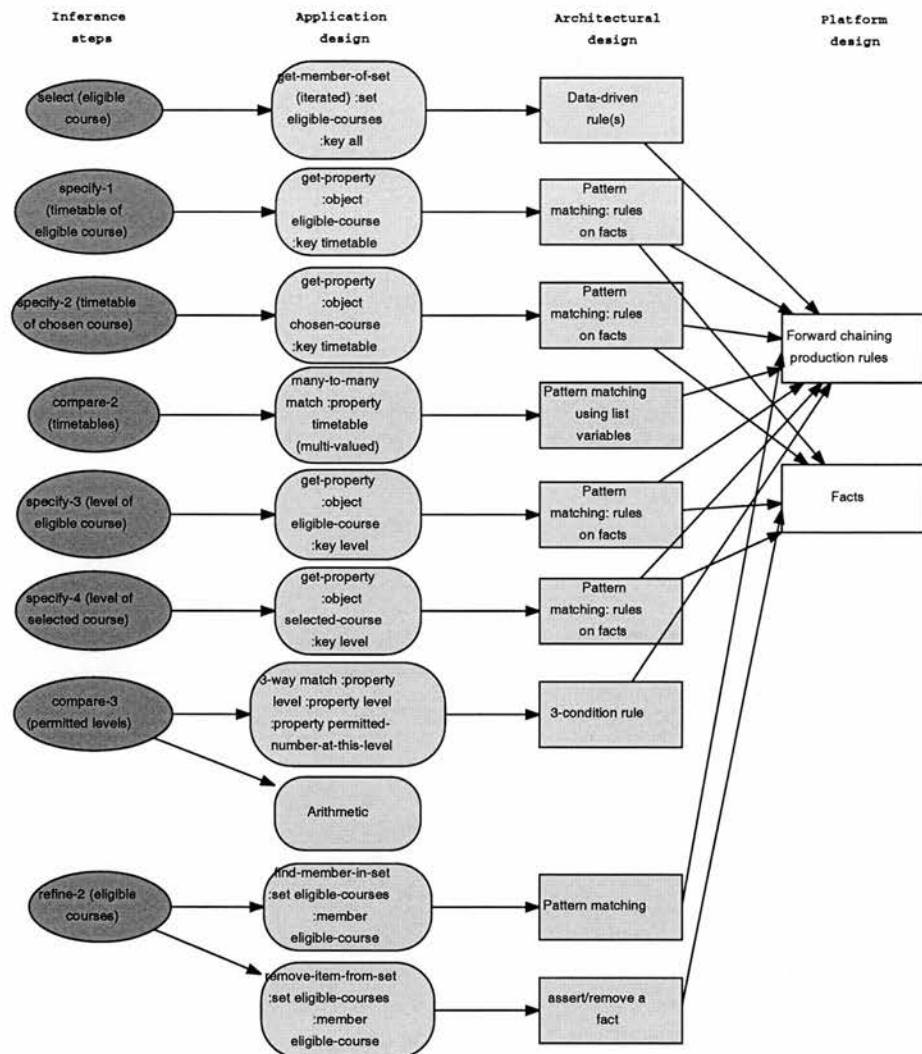 Inference Application Architectural Platform
steps design design design
select (eligible
course)
get-member-of-set
(iterated) :set
eligible-courses
:key all
Data-driven
rule(s)
specify-1
(timetable of
eligible course)
get-property
:object
eligible-course
:key timetable
Pattern
matching: rules
on facts
specify-2 (timetable
of chosen course)
get-property
:object
chosen-course
:key timetable
Pattern
matching: rules
on facts
Forward chaining
production rules
compare-2
(timetables)
many-to-many
match :property
timetable
(multi-valued)
Pattern matching
using list
variables
specify-3 (level of
eligible course)
get-property
:object
eligible-course
:key level
Pattern
matching: rules
on facts
Facts
specify-4 (level of
selected course)
get-property
:object
selected-course
:key level
Pattern
matching: rules
on facts
compare-3
(permitted levels)
3-way match :property
level :property level
:property permitted-
number-at-this-level
3-condition rule
Arithmetic
refine-2 (eligible
courses)
find-member-in-set
:set eligible-courses
:member
eligible-course
Pattern matching
remove-item-from-set
:set eligible-courses
:member
eligible-course
assert/remove a
fact